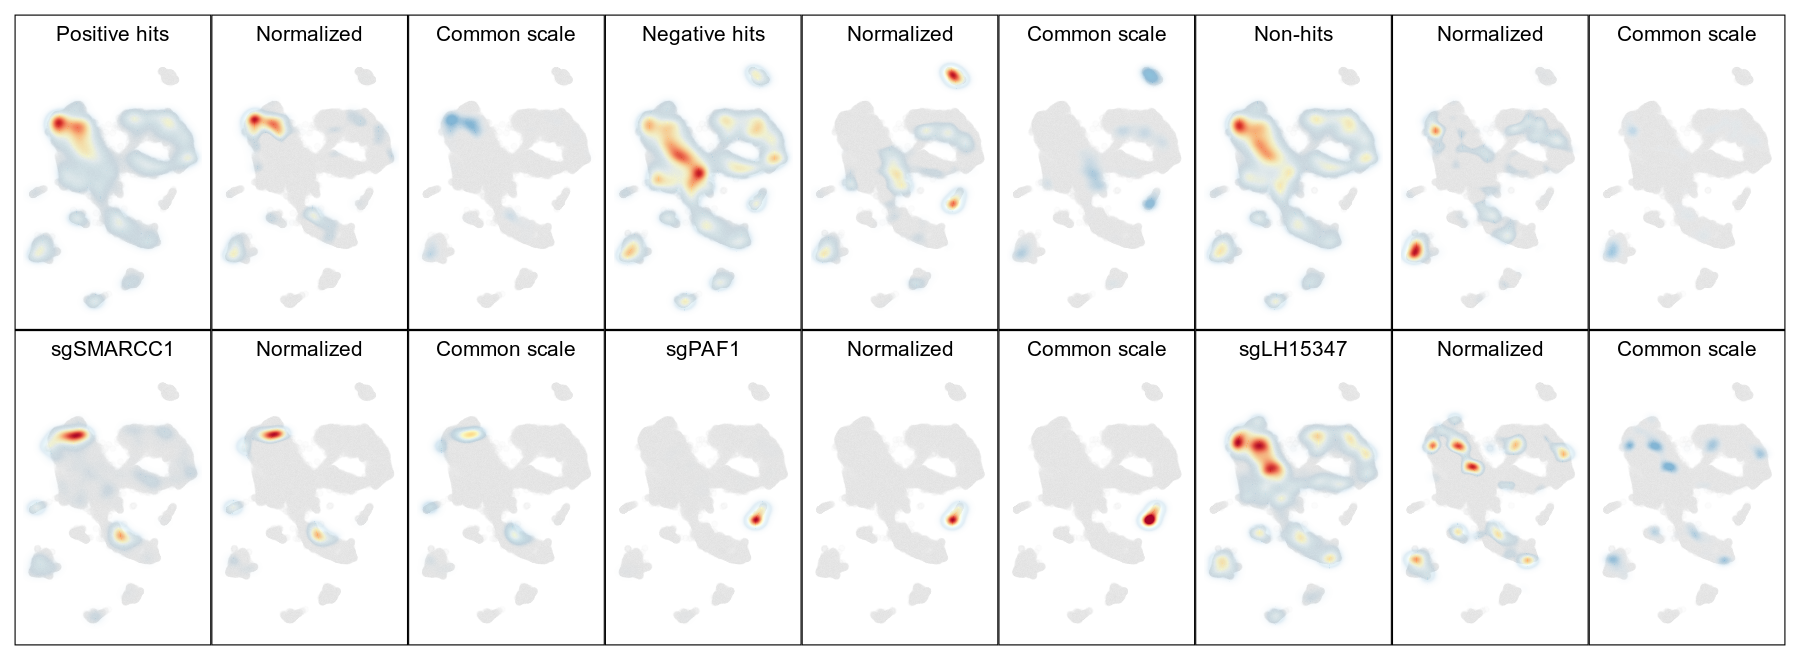 Positive hits
Normalized
Common scale
Negative hits
Normalized
Common scale
Non-hits
Normalized
Common scale
sgSMARCC1
Normalized
Common scale
sgPAF1
Normalized
Common scale
sgLH15347
Normalized
Common scale